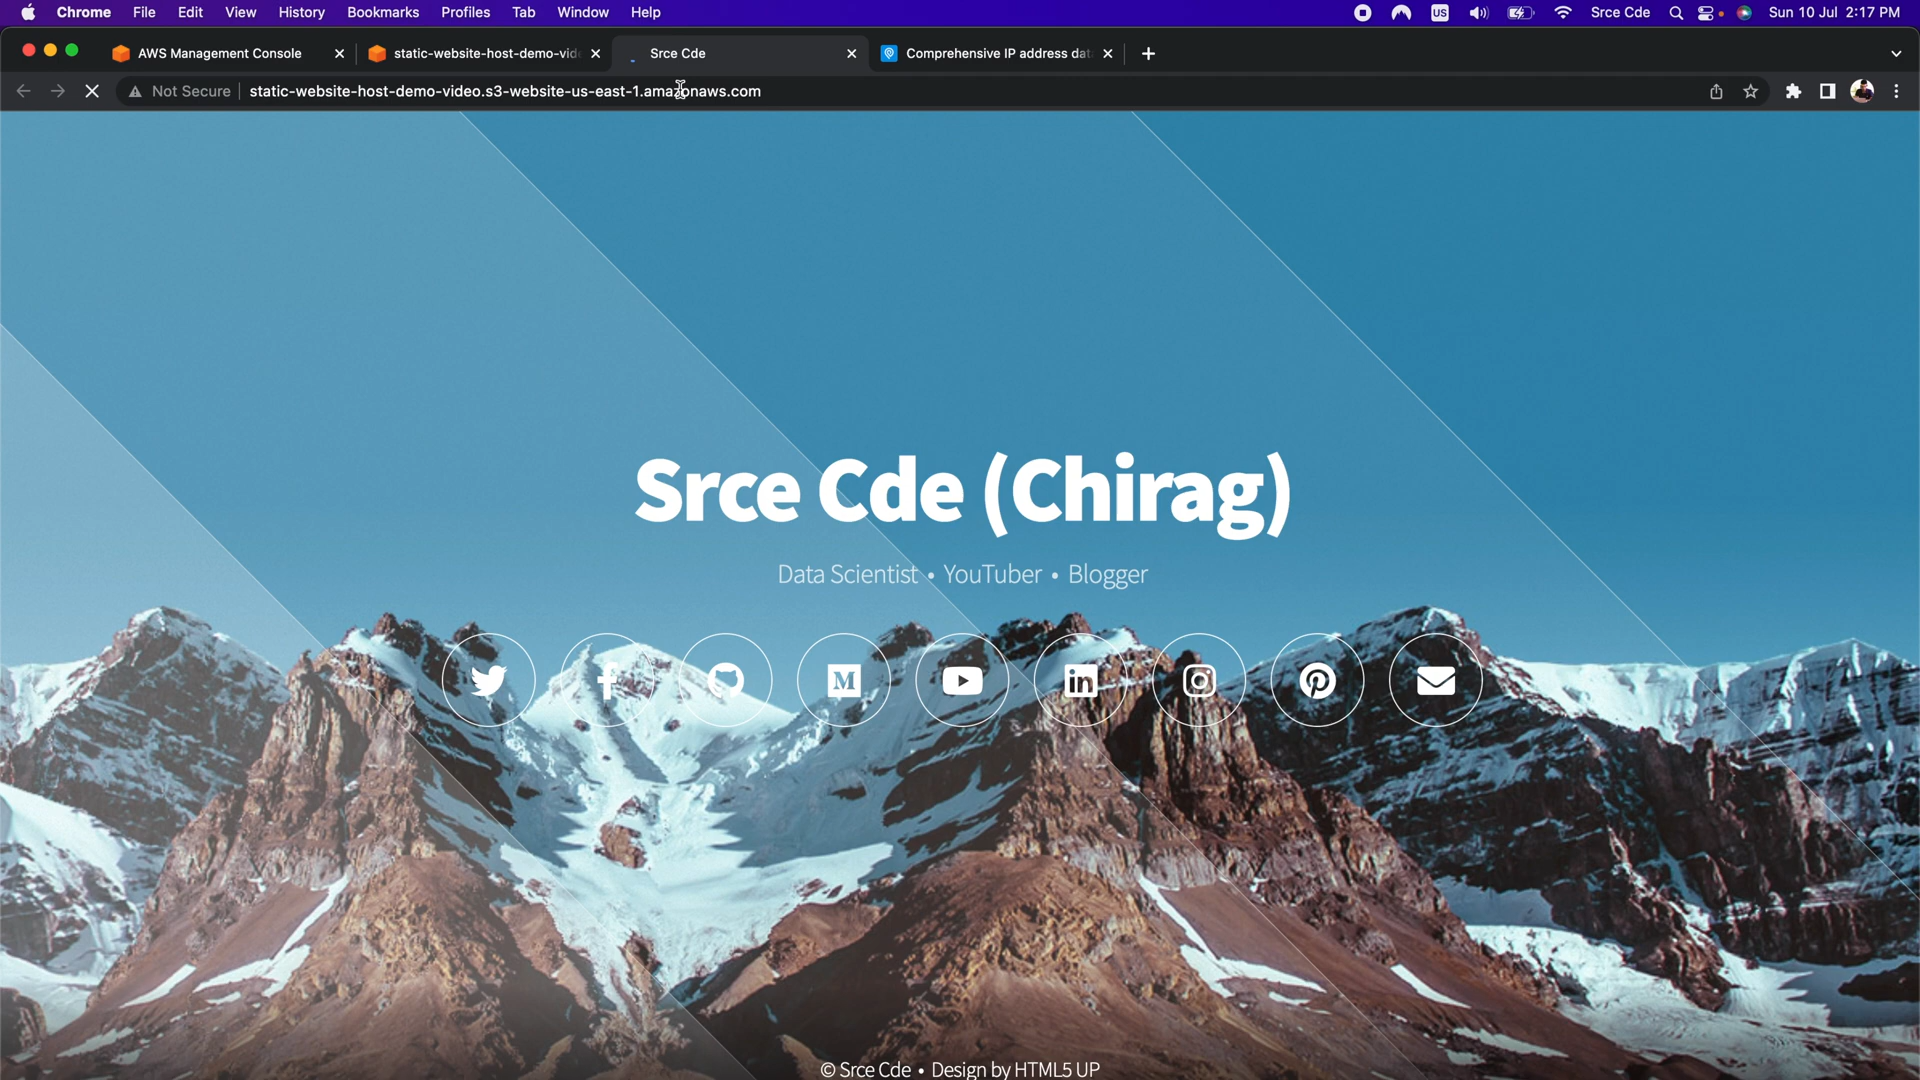 Chrome File Edit View History Bookmarks Profiles Tab Window Help US Srce Cde Sun 10 Jul 2:17 PM
AWS Management Console static-website-host-demo-vide Srce Cde Comprehensive IP address dat
Not Secure static-website-host-demo-video.s3-website-us-east-1.amazonaws.com
Srce Cde (Chirag)
Data Scientist • YouTuber • Blogger
© Srce Cde • Design by HTML5 UP